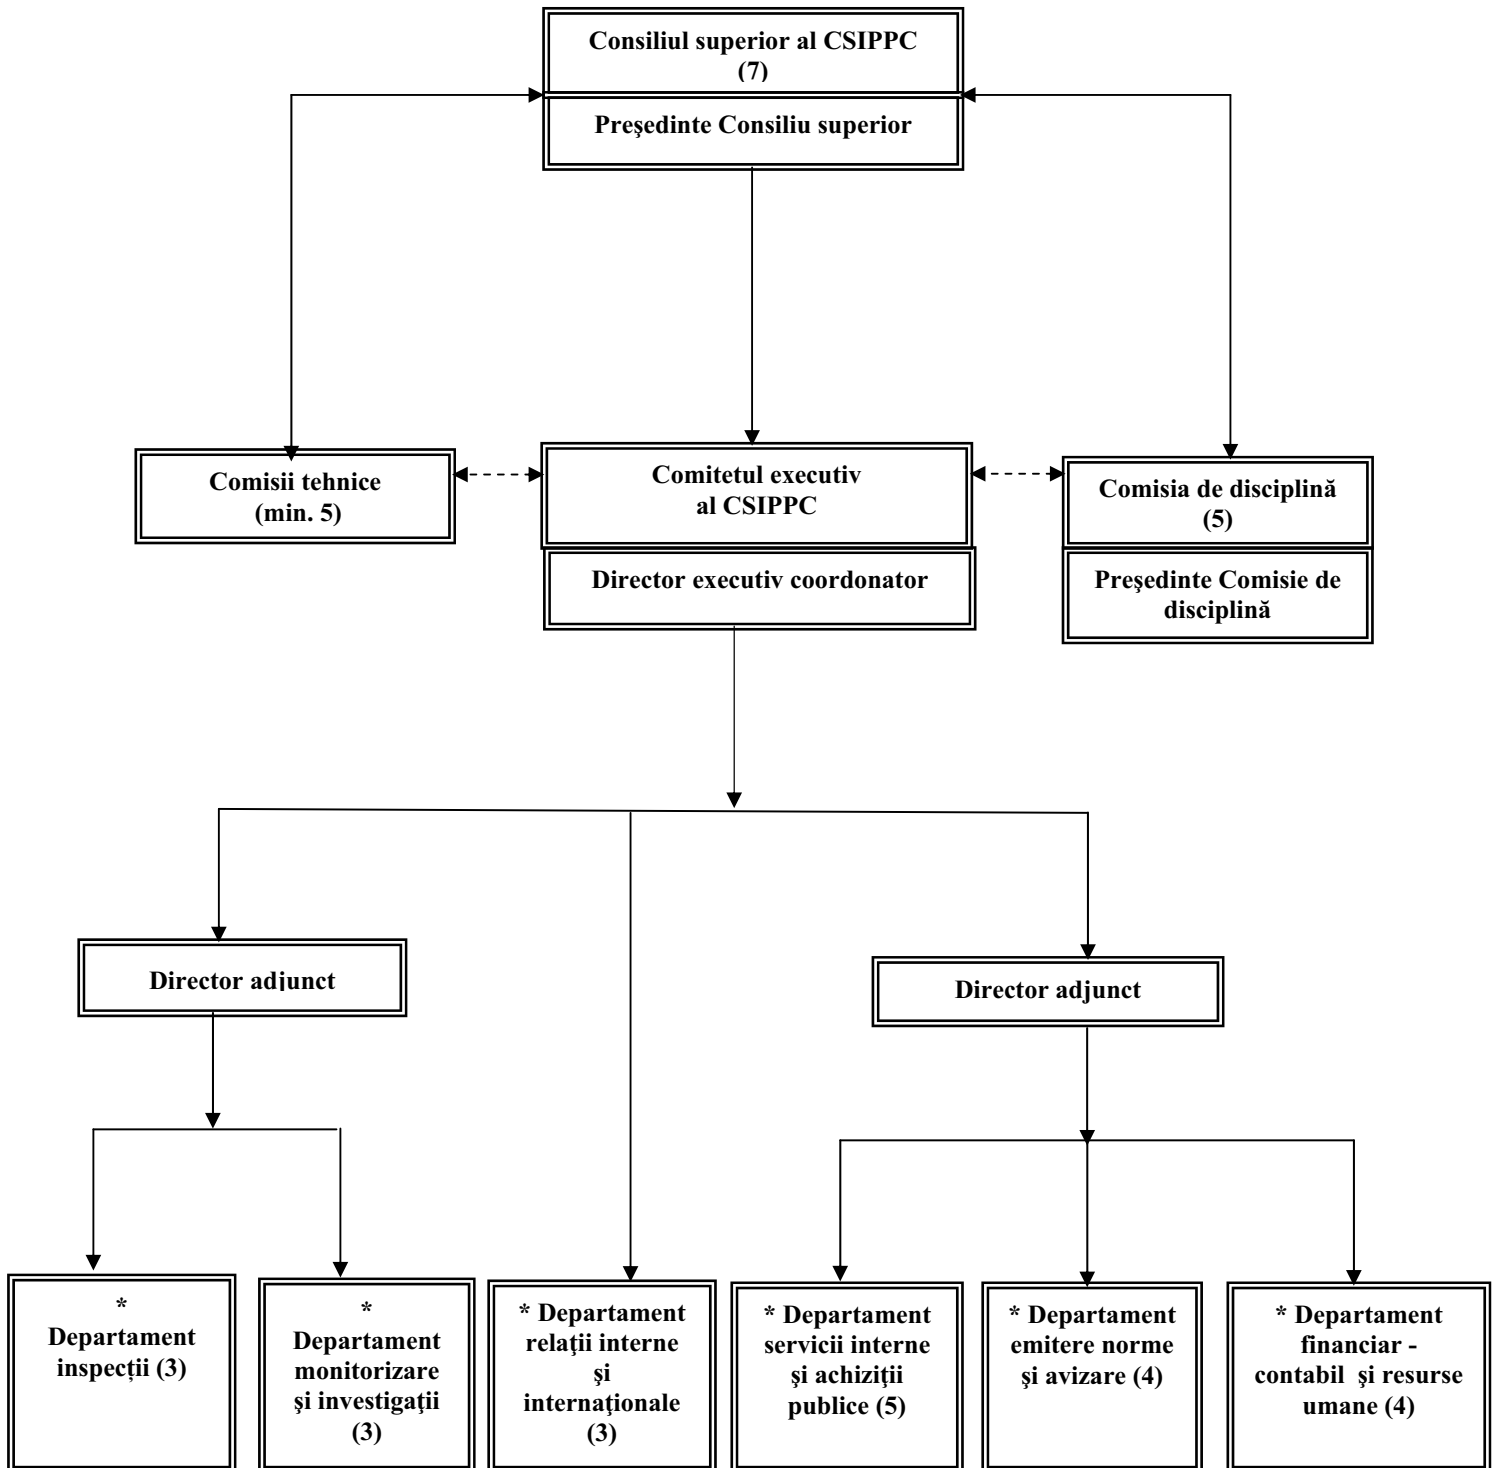 Consiliul superior al CSIPPC
(7)
Preşedinte Consiliu superior
Comisii tehnice
(min. 5)
Comitetul executiv
al CSIPPC
Director executiv coordonator
Comisia de disciplină
(5)
Preşedinte Comisie de
disciplină
Director adjunct
Director adjunct
*
Departament
inspecții (3)
*
Departament
monitorizare
şi investigaţii
(3)
* Departament
relaţii interne
şi
internaţionale
(3)
* Departament
servicii interne
şi achiziţii
publice (5)
* Departament
emitere norme
şi avizare (4)
* Departament
financiar -
contabil şi resurse
umane (4)